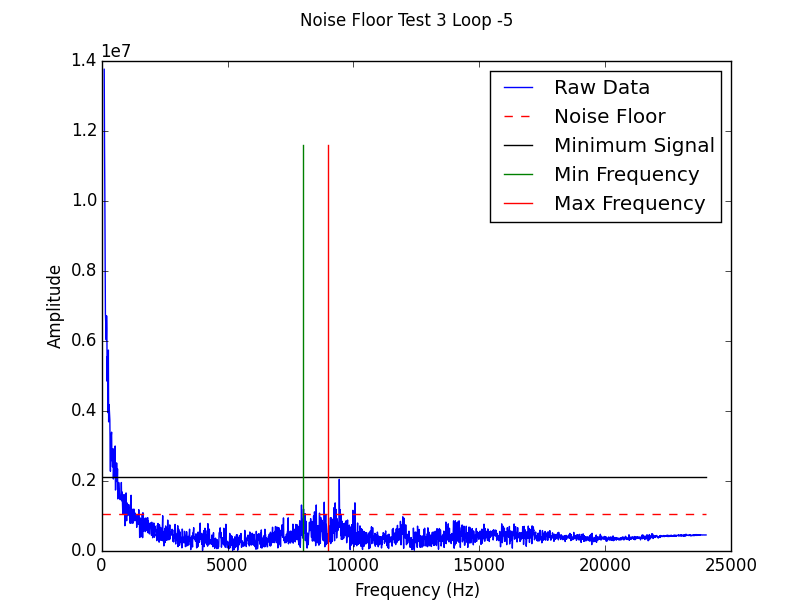 Noise Floor Test 3 Loop -5
1e7
1.4
1.2
1.0
0.8
0.6
0.4
0.2
0.0
Amplitude
Raw Data
Noise Floor
Minimum Signal
Min Frequency
Max Frequency
0
5000
10000
15000
20000
25000
Frequency (Hz)